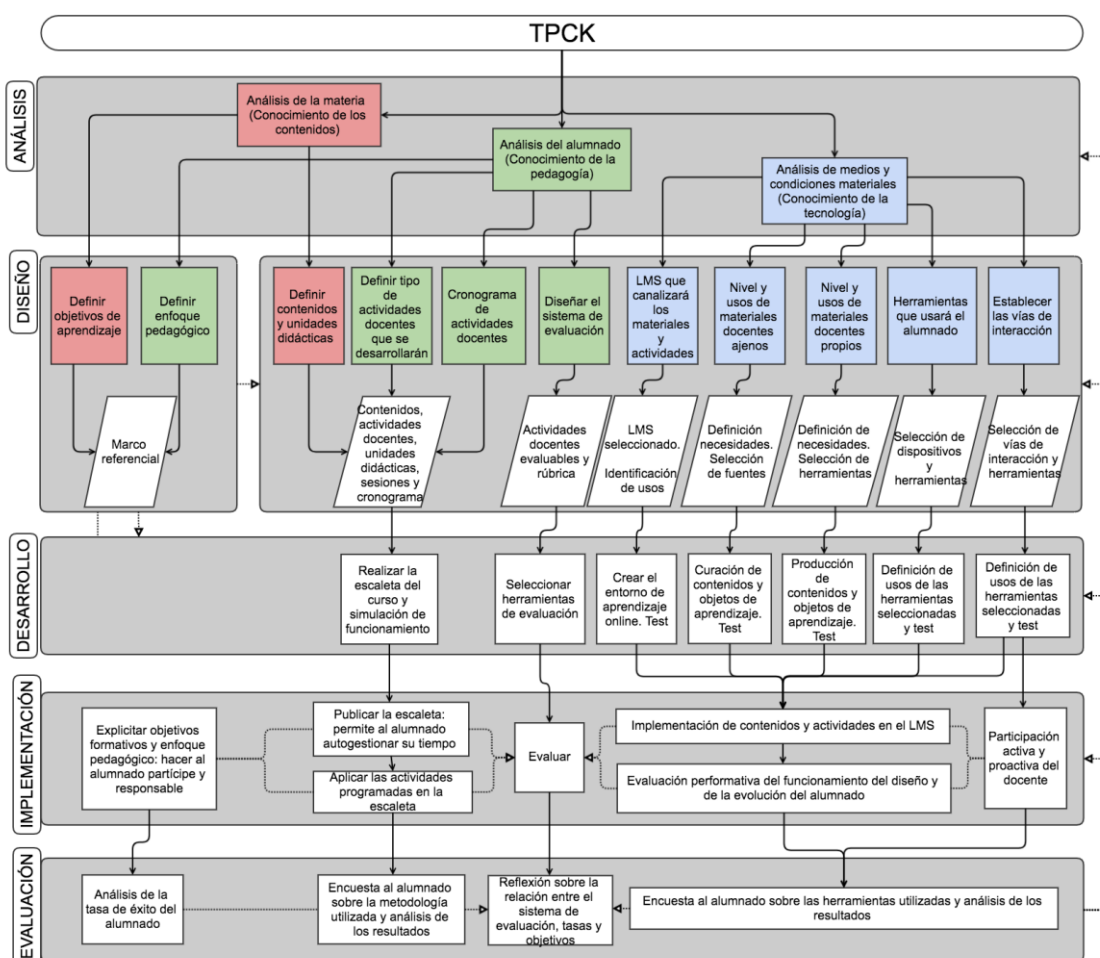 TPCK
ANÁLISIS
Análisis de la materia
(Conocimiento de los
contenidos)
Análisis del alumnado
(Conocimiento de la
pedagogía)
Análisis de medios y
condiciones materiales
(Conocimiento de la
tecnología)
DISEÑO
Definir
objetivos de
aprendizaje
Definir
enfoque
pedagógico
Definir
contenidos
y unidades
didácticas
Definir tipo
de
actividades
docentes
que se
desarrollarán
Cronograma
de
actividades
docentes
Diseñar el
sistema de
evaluación
LMS que
canalizará
los
materiales
y
actividades
Nivel y
usos de
materiales
docentes
ajenos
Nivel y
usos de
materiales
docentes
propios
Herramientas
que usará el
alumnado
Establecer
las vías de
interacción
Marco
referencial
Contenidos,
actividades
docentes,
unidades
didácticas,
sesiones y
cronograma
Actividades
docentes
evaluables y
rúbrica
LMS
seleccionado.
Identificación
de usos
Definición
necesidades.
Selección
de fuentes
Definición de
necesidades.
Selección de
herramientas
Selección de
dispositivos
y
herramientas
Selección de
vías de
interacción y
herramientas
DESARROLLO
Realizar la
escaleta del
curso y
simulación de
funcionamiento
Seleccionar
herramientas
de evaluación
Crear el
entorno de
aprendizaje
online. Test
Curación de
contenidos y
objetos de
aprendizaje.
Test
Producción
de
contenidos y
objetos de
aprendizaje.
Test
Definición de
usos de las
herramientas
seleccionadas
y test
Definición de
usos de las
herramientas
seleccionadas
y test
IMPLEMENTACIÓN
Explicitar objetivos
formativos y enfoque
pedagógico: hacer al
alumnado partícipe y
responsable
Publicar la escaleta:
permite al alumnado
autogestionar su tiempo
Aplicar las actividades
programadas en la
escaleta
Evaluar
Implementación de contenidos y actividades en el LMS
Evaluación performativa del funcionamiento del diseño y
de la evolución del alumnado
Participación
activa y
proactiva del
docente
EVALUACIÓN
Análisis de la
tasa de éxito del
alumnado
Encuesta al alumnado
sobre la metodología
utilizada y análisis de
los resultados
Reflexión sobre la
relación entre el
sistema de
evaluación, tasas y
objetivos
Encuesta al alumnado sobre las herramientas utilizadas y análisis de los
resultados